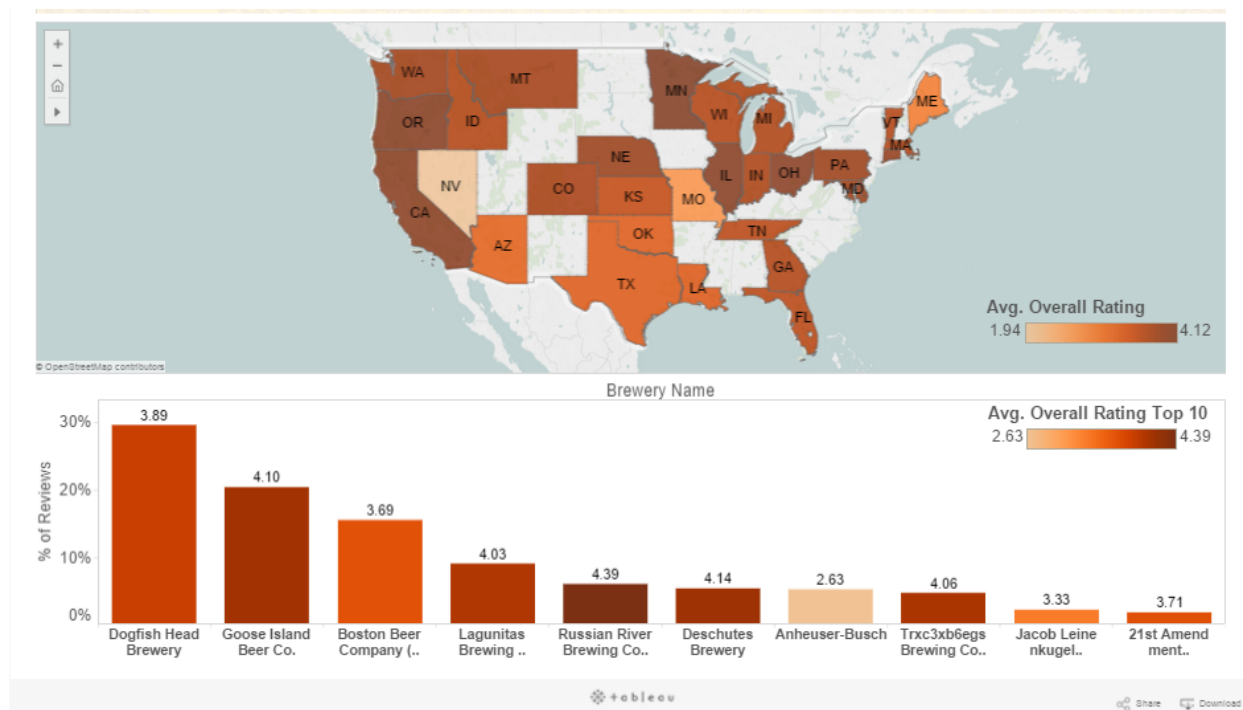 +
−
WA
MT
MN
ME
OR
ID
WI
MI
VT
MA
NE
IL
IN
OH
PA
NV
CO
KS
MO
MD
CA
AZ
OK
TN
TX
LA
GA
FL
Avg. Overall Rating
1.94
4.12
© OpenStreetMap contributors
Brewery Name
Avg. Overall Rating Top 10
2.63
4.39
% of Reviews
30%
20%
10%
0%
3.89
4.10
3.69
4.03
4.39
4.14
2.63
4.06
3.33
3.71
Dogfish Head
Brewery
Goose Island
Beer Co.
Boston Beer
Company (..
Lagunitas
Brewing ..
Russian River
Brewing Co..
Deschutes
Brewery
Anheuser-Busch
Trxc3xb6egs
Brewing Co..
Jacob Leine
nkugel..
21st Amend
ment..
+ableau
Share
Download